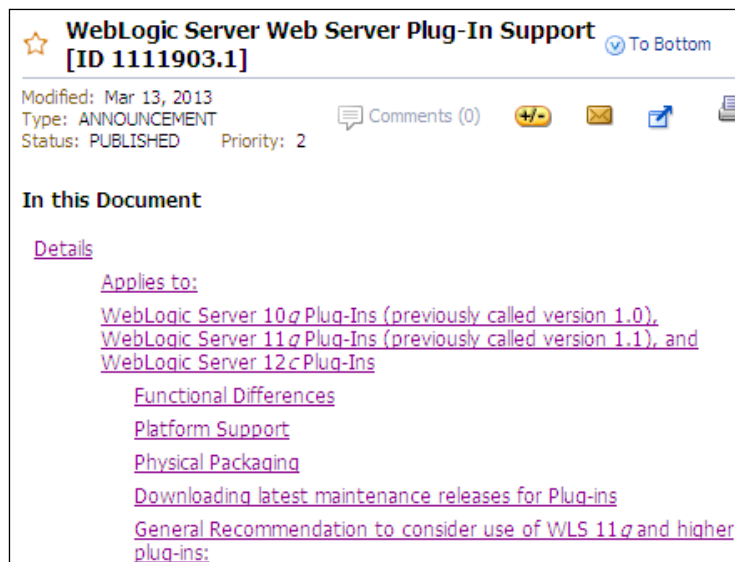 WebLogic Server Web Server Plug-In Support
[ID 1111903.1]
To Bottom
Modified: Mar 13, 2013
Type: ANNOUNCEMENT
Status: PUBLISHED Priority: 2
Comments (0)
+/-
In this Document
Details
Applies to:
WebLogic Server 10g Plug-Ins (previously called version 1.0),
WebLogic Server 11g Plug-Ins (previously called version 1.1), and
WebLogic Server 12c Plug-Ins
Functional Differences
Platform Support
Physical Packaging
Downloading latest maintenance releases for Plug-ins
General Recommendation to consider use of WLS 11g and higher
plug-ins: